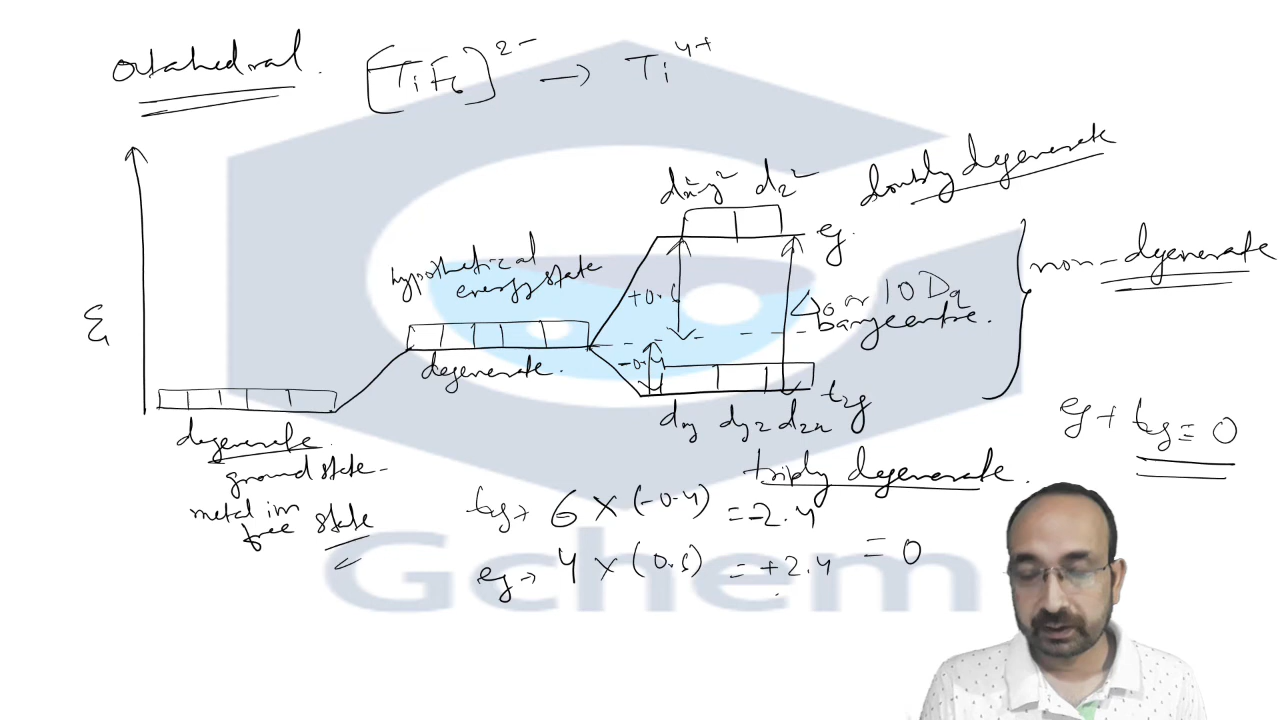 Octahedral. [TiF6]2- → Ti4+
doubly degenerate
dx2-y2 dz2
eg.
hypothetical
energy state
non-degenerate
+0.6
Δo or 10Dq
barycentre.
E
degenerate.
-0.4
t2g
dxy dyz dzx
eg + t2g = 0
degenerate.
ground state-
metal ion
free state
triply degenerate.
t2g → 6 × (-0.4) = -2.4
eg → 4 × (0.6) = +2.4 = 0
Gchem